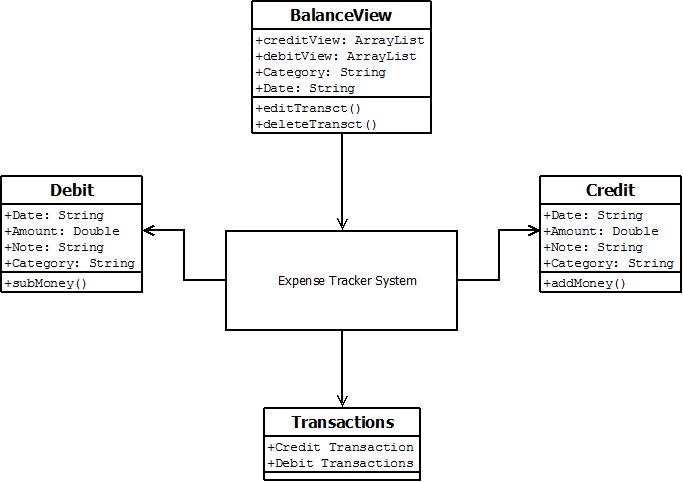 BalanceView
+creditView: ArrayList
+debitView: ArrayList
+Category: String
+Date: String
+editTransct()
+deleteTransct()
Debit
+Date: String
+Amount: Double
+Note: String
+Category: String
+subMoney()
Expense Tracker System
Credit
+Date: String
+Amount: Double
+Note: String
+Category: String
+addMoney()
Transactions
+Credit Transaction
+Debit Transactions